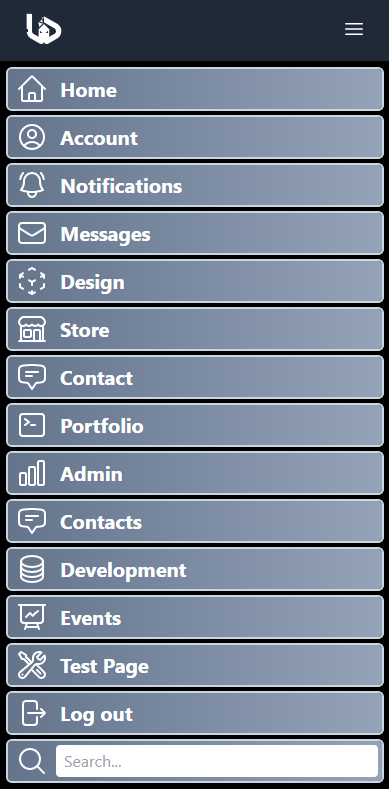 Home
Account
Notifications
Messages
Design
Store
Contact
Portfolio
Admin
Contacts
Development
Events
Test Page
Log out
Search...